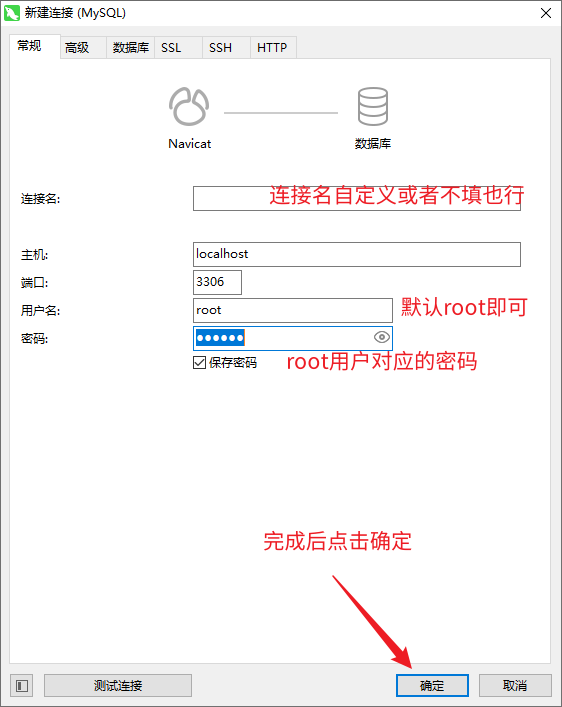 新建连接 (MySQL)
常规 高级 数据库 SSL SSH HTTP
Navicat 数据库
连接名: 连接名自定义或者不填也行
主机: localhost
端口: 3306
用户名: root 默认root即可
密码: ●●●●●●
保存密码 root用户对应的密码
完成后点击确定
测试连接 确定 取消